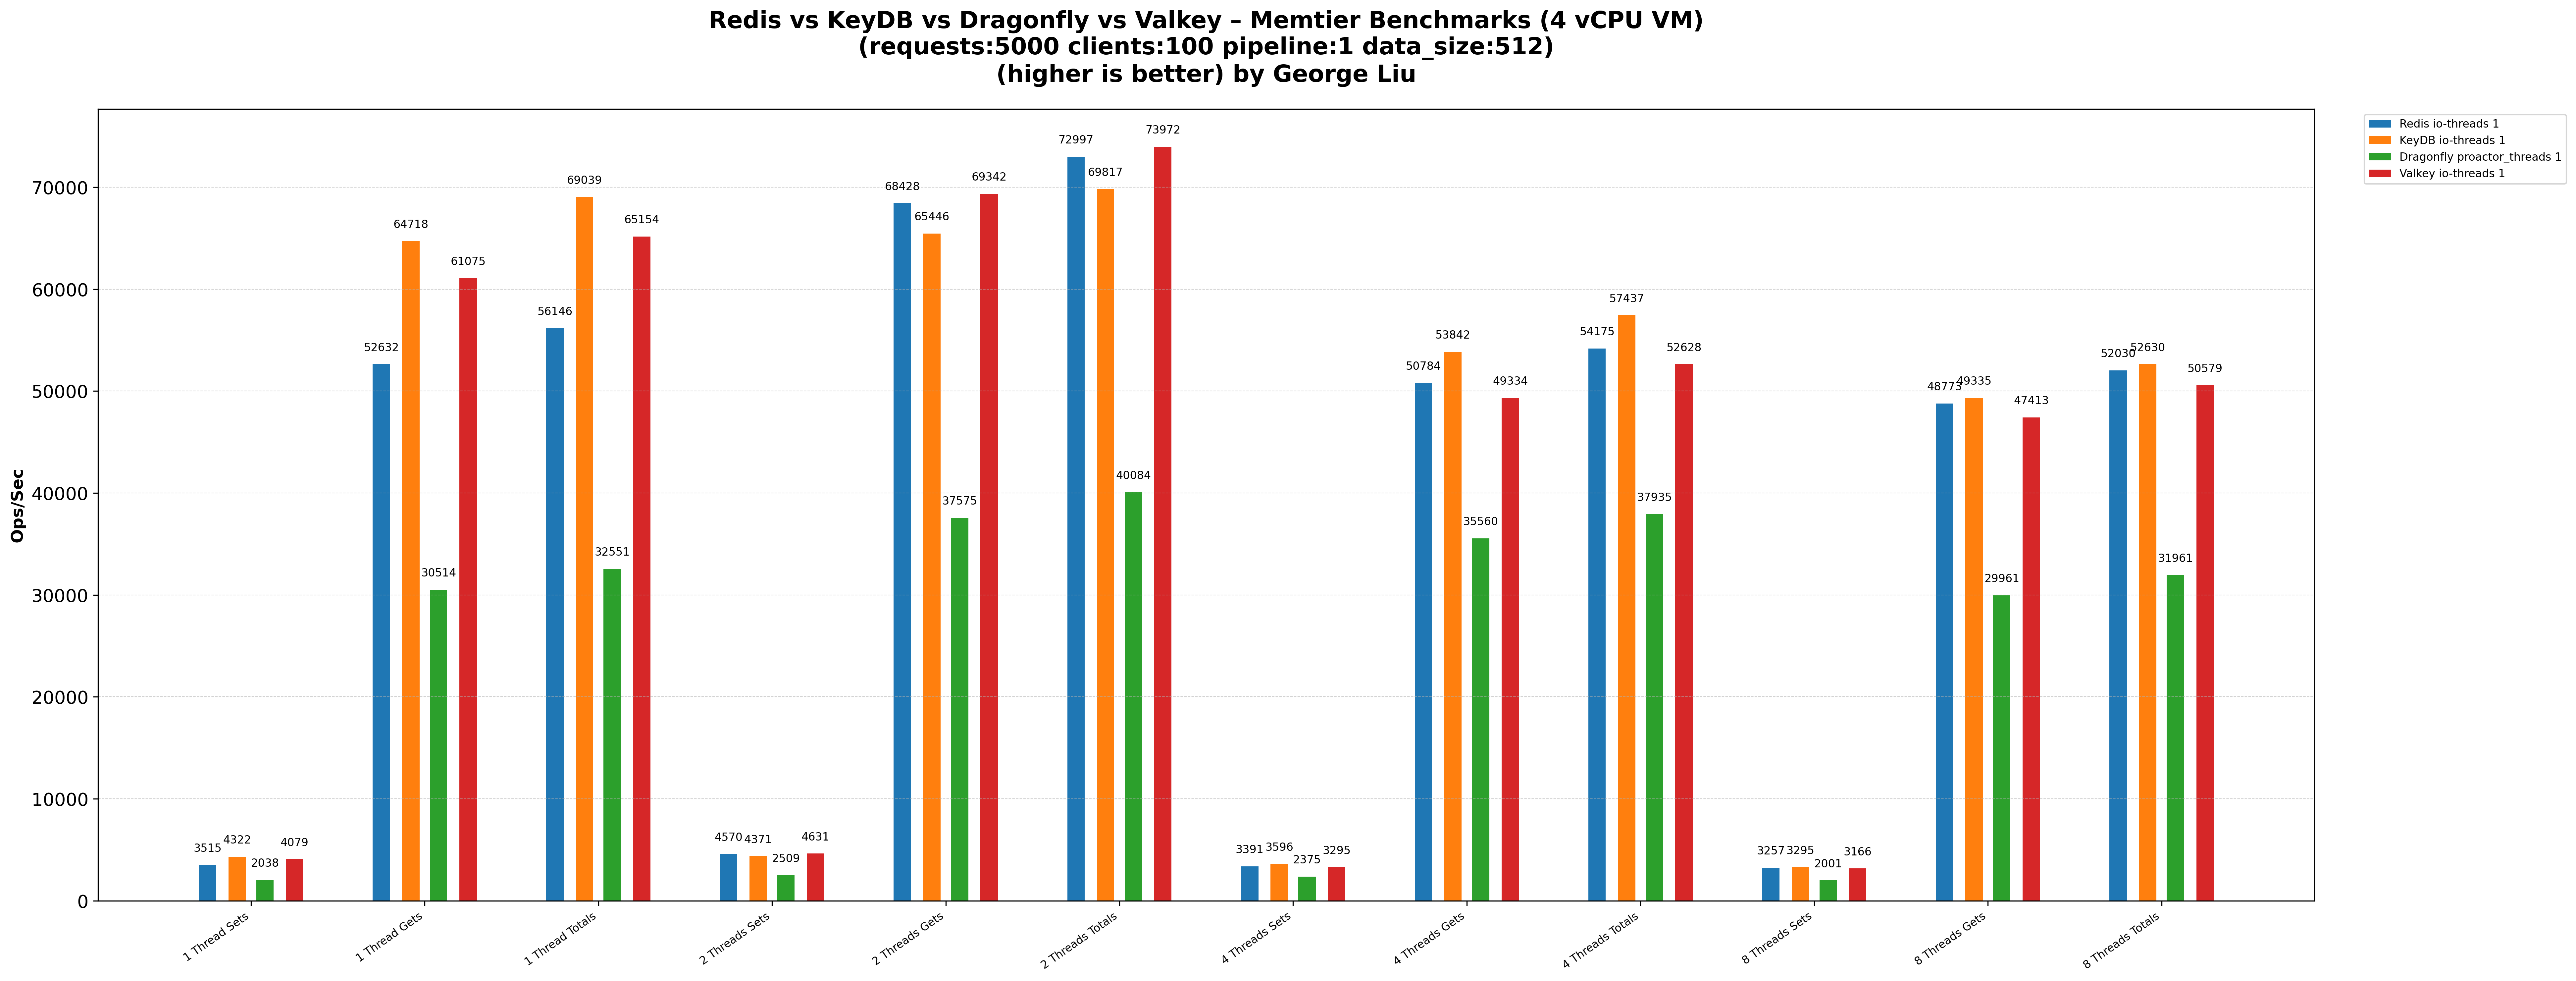 Redis vs KeyDB vs Dragonfly vs Valkey – Memtier Benchmarks (4 vCPU VM)
(requests:5000 clients:100 pipeline:1 data_size:512)
(higher is better) by George Liu
Redis io-threads 1
KeyDB io-threads 1
Dragonfly proactor_threads 1
Valkey io-threads 1
Ops/Sec
70000
60000
50000
40000
30000
20000
10000
0
3515
4322
2038
4079
52632
64718
30514
61075
56146
69039
32551
65154
4570
4371
2509
4631
68428
65446
37575
69342
72997
69817
40084
73972
3391
3596
2375
3295
50784
53842
35560
49334
54175
57437
37935
52628
3257
3295
2001
3166
48773
49335
29961
47413
52030
52630
31961
50579
1 Thread Sets
1 Thread Gets
1 Thread Totals
2 Threads Sets
2 Threads Gets
2 Threads Totals
4 Threads Sets
4 Threads Gets
4 Threads Totals
8 Threads Sets
8 Threads Gets
8 Threads Totals